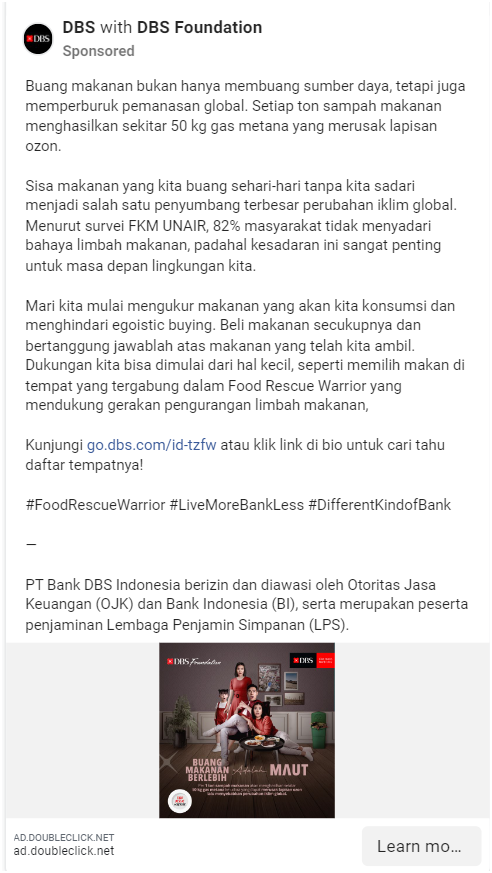 DBS with DBS Foundation
Sponsored
Buang makanan bukan hanya membuang sumber daya, tetapi juga
memperburuk pemanasan global. Setiap ton sampah makanan
menghasilkan sekitar 50 kg gas metana yang merusak lapisan
ozon.
Sisa makanan yang kita buang sehari-hari tanpa kita sadari
menjadi salah satu penyumbang terbesar perubahan iklim global.
Menurut survei FKM UNAIR, 82% masyarakat tidak menyadari
bahaya limbah makanan, padahal kesadaran ini sangat penting
untuk masa depan lingkungan kita.
Mari kita mulai mengukur makanan yang akan kita konsumsi dan
menghindari egoistic buying. Beli makanan secukupnya dan
bertanggung jawablah atas makanan yang telah kita ambil.
Dukungan kita bisa dimulai dari hal kecil, seperti memilih makan di
tempat yang tergabung dalam Food Rescue Warrior yang
mendukung gerakan pengurangan limbah makanan,
Kunjungi go.dbs.com/id-tzfw atau klik link di bio untuk cari tahu
daftar tempatnya!
#FoodRescueWarrior #LiveMoreBankLess #DifferentKindofBank
—
PT Bank DBS Indonesia berizin dan diawasi oleh Otoritas Jasa
Keuangan (OJK) dan Bank Indonesia (BI), serta merupakan peserta
penjaminan Lembaga Penjamin Simpanan (LPS).
DBS Foundation
DBS
BUANG
MAKANAN
BERLEBIH
Adalah
MAUT
AD.DOUBLECLICK.NET
ad.doubleclick.net
Learn mo...